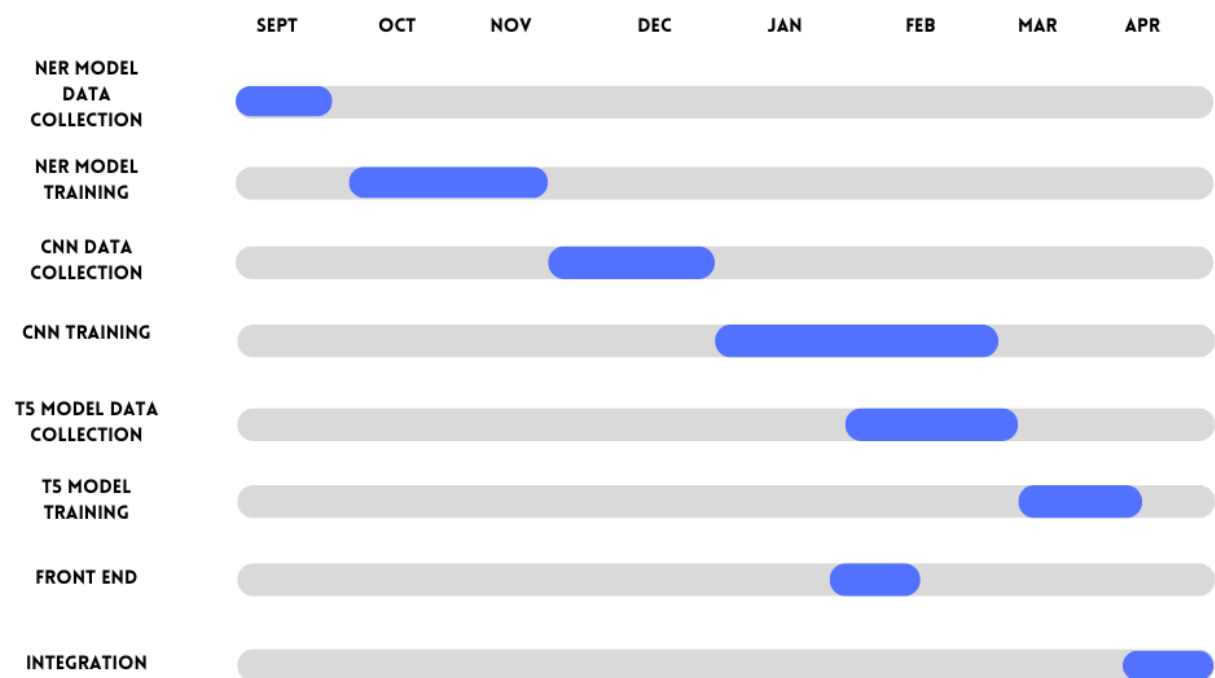 SEPT OCT NOV DEC JAN FEB MAR APR
NER MODEL
DATA
COLLECTION
NER MODEL
TRAINING
CNN DATA
COLLECTION
CNN TRAINING
T5 MODEL DATA
COLLECTION
T5 MODEL
TRAINING
FRONT END
INTEGRATION